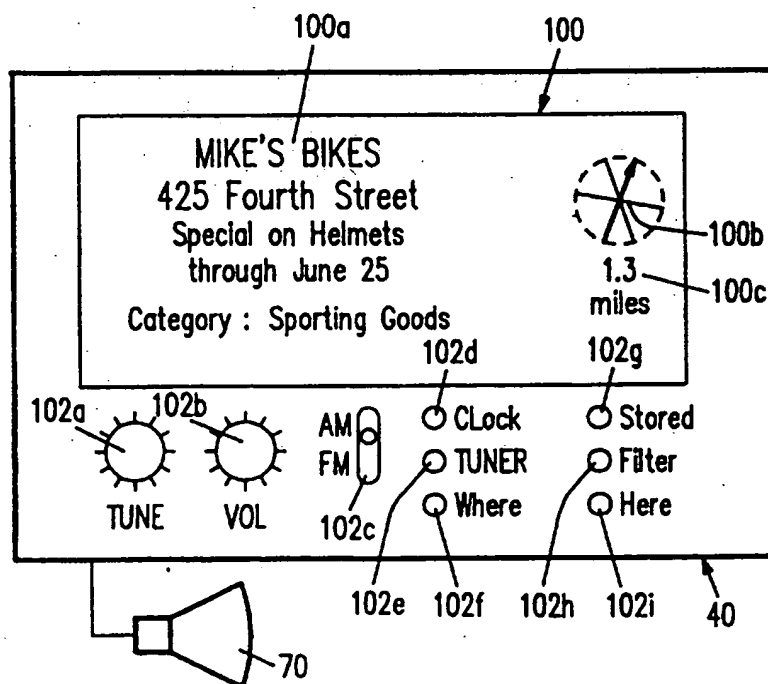 100a
100
MIKE'S BIKES
425 Fourth Street
Special on Helmets
through June 25
Category : Sporting Goods
100b
1.3
miles
100c
102d
102g
102a
102b
AM
FM
CLock
Stored
TUNER
Filter
TUNE
VOL
102c
Where
Here
102e
102f
102h
102i
40
70